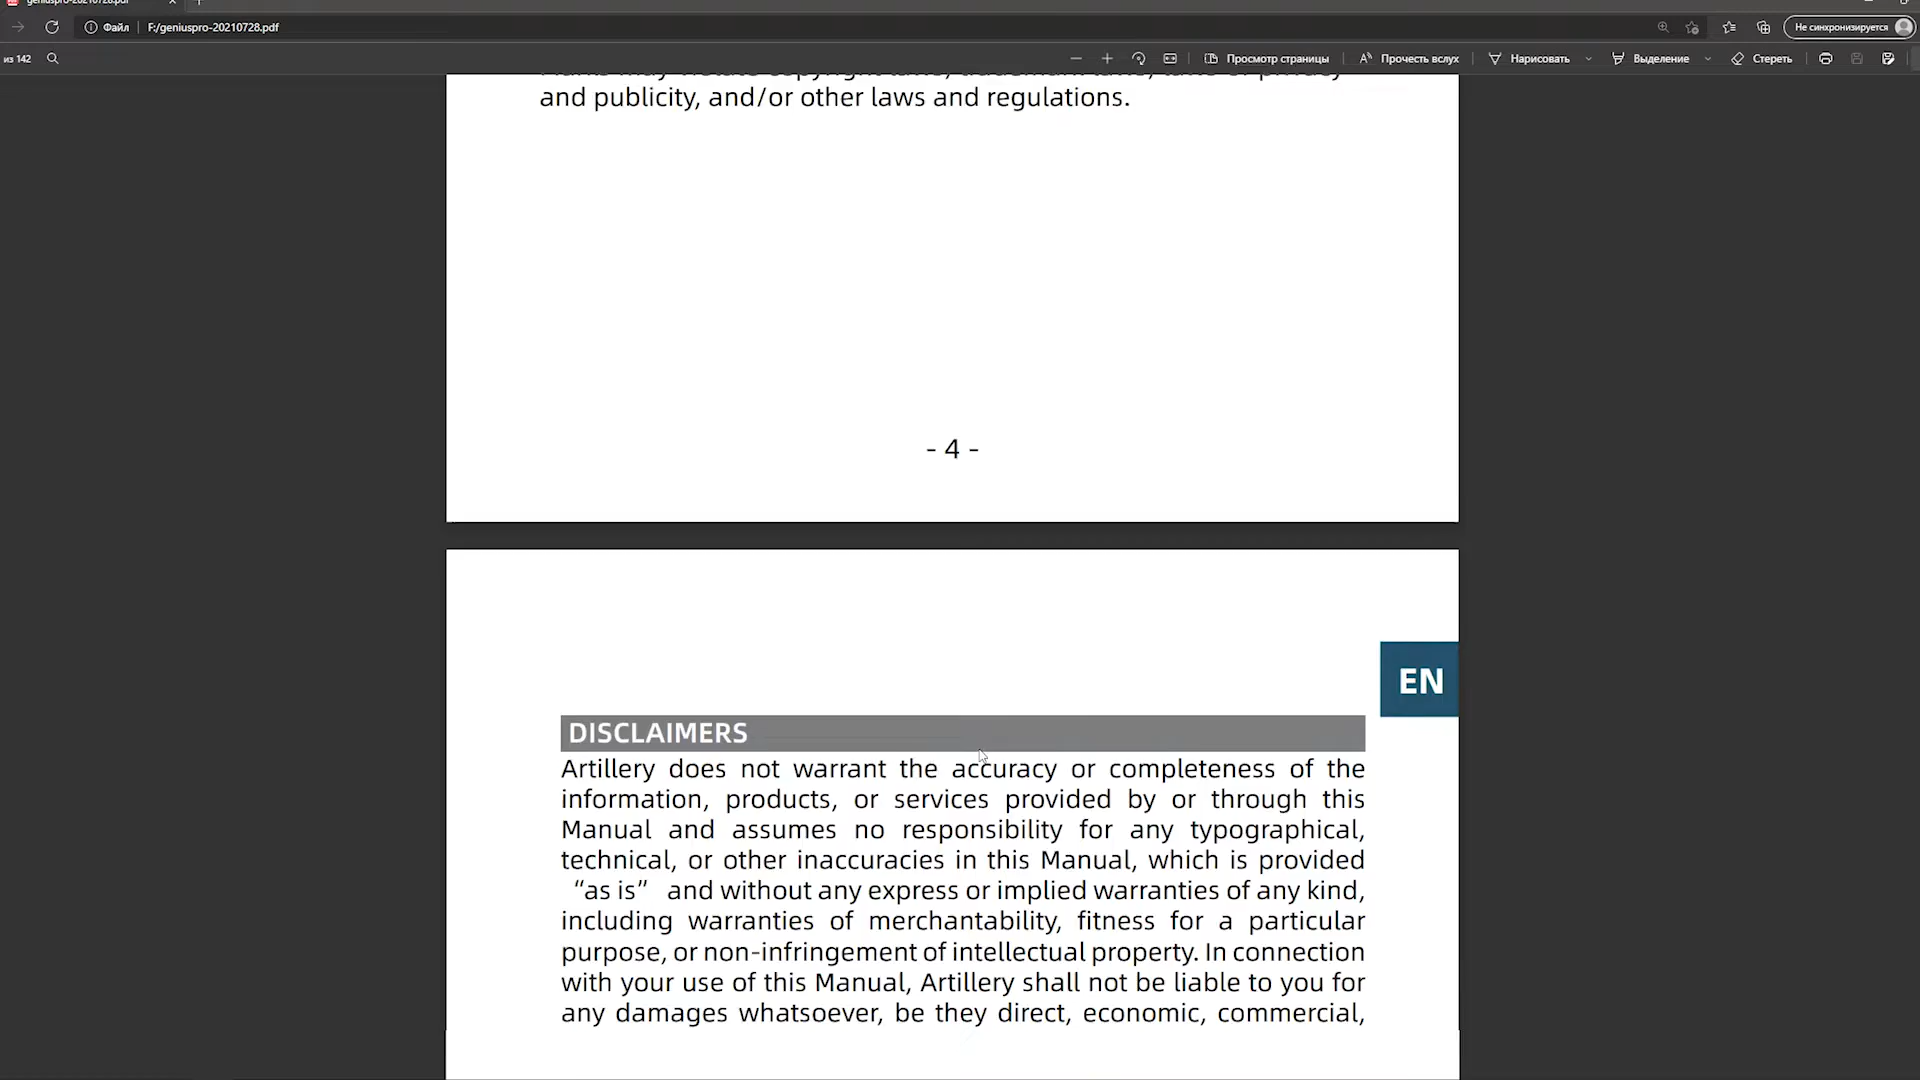 geniuspro-20210728.pdf
Файл
F:/geniuspro-20210728.pdf
Не синхронизируется
из 142
Просмотр страницы
Прочесть вслух
Нарисовать
Выделение
Стереть
and publicity, and/or other laws and regulations.
- 4 -
EN
DISCLAIMERS
Artillery does not warrant the accuracy or completeness of the
information, products, or services provided by or through this
Manual and assumes no responsibility for any typographical,
technical, or other inaccuracies in this Manual, which is provided
“as is” and without any express or implied warranties of any kind,
including warranties of merchantability, fitness for a particular
purpose, or non-infringement of intellectual property. In connection
with your use of this Manual, Artillery shall not be liable to you for
any damages whatsoever, be they direct, economic, commercial,